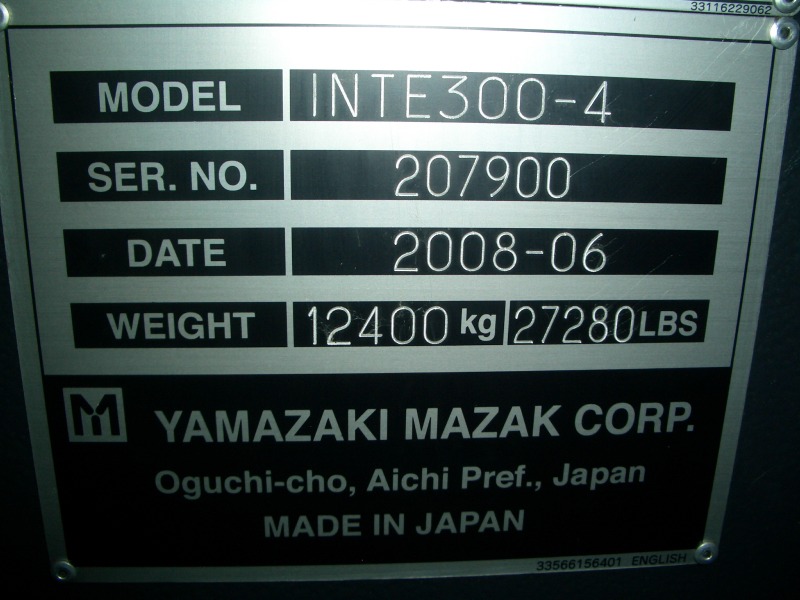 33116229062
MODEL INTE300-4
SER. NO. 207900
DATE 2008-06
WEIGHT 12400 kg 27280 LBS
YAMAZAKI MAZAK CORP.
Oguchi-cho, Aichi Pref., Japan
MADE IN JAPAN
33566156401 ENGLISH